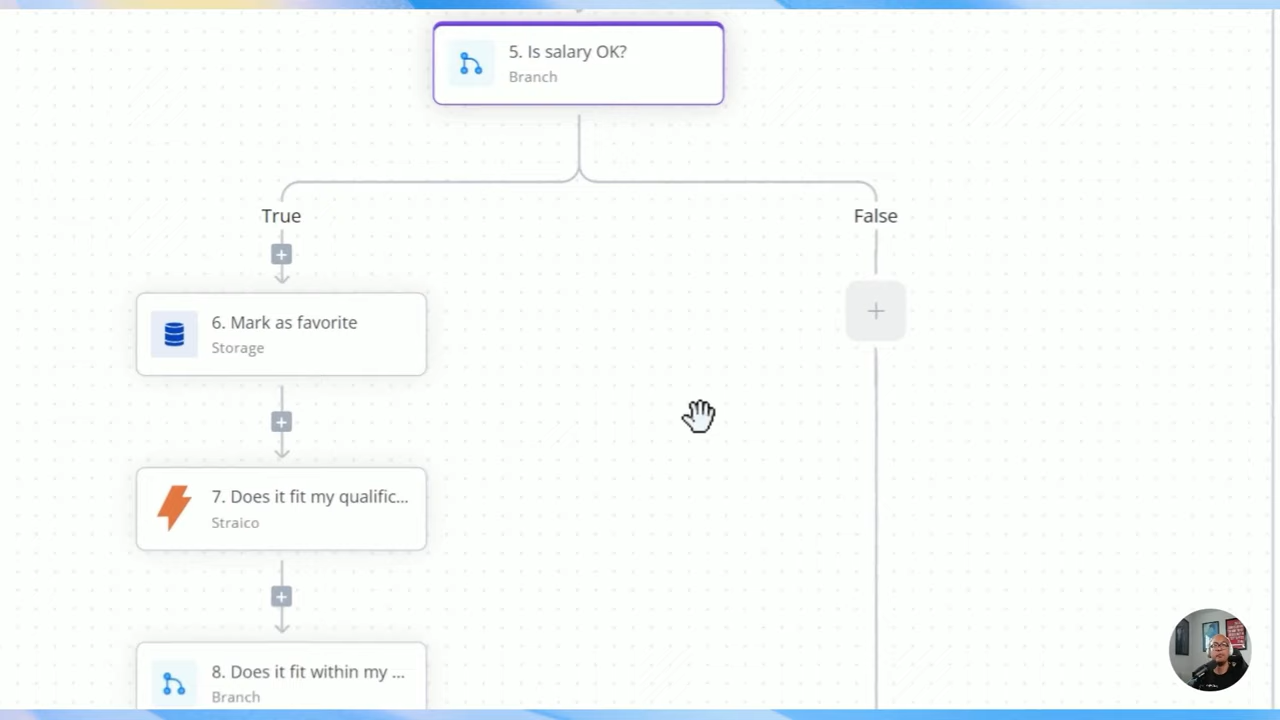 5. Is salary OK?
Branch
True
False
6. Mark as favorite
Storage
7. Does it fit my qualific...
Straico
8. Does it fit within my ...
Branch